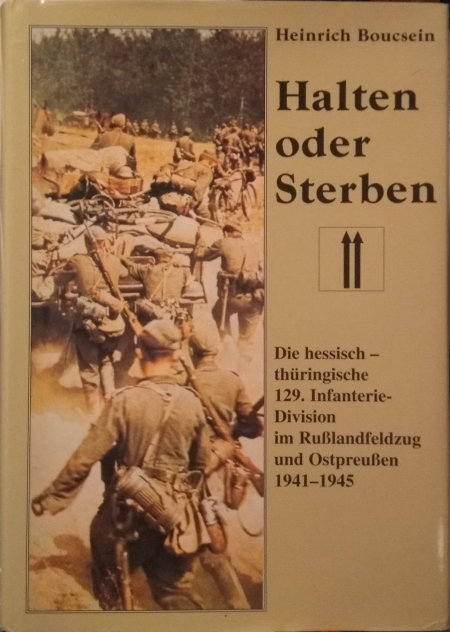 Heinrich Boucsein
Halten
oder
Sterben
Die hessisch –
thüringische
129. Infanterie-
Division
im Rußlandfeldzug
und Ostpreußen
1941–1945